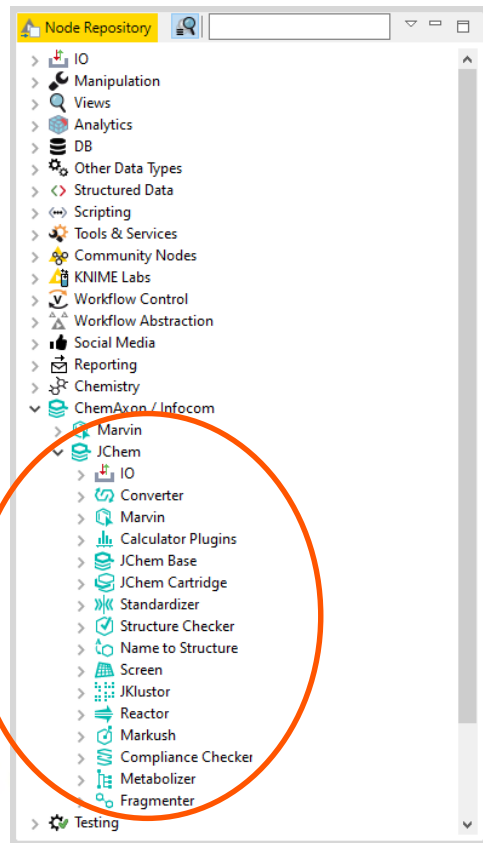 Node Repository
IO
Manipulation
Views
Analytics
DB
Other Data Types
Structured Data
Scripting
Tools & Services
Community Nodes
KNIME Labs
Workflow Control
Workflow Abstraction
Social Media
Reporting
Chemistry
ChemAxon / Infocom
Marvin
JChem
IO
Converter
Marvin
Calculator Plugins
JChem Base
JChem Cartridge
Standardizer
Structure Checker
Name to Structure
Screen
JKlustor
Reactor
Markush
Compliance Checker
Metabolizer
Fragmenter
Testing